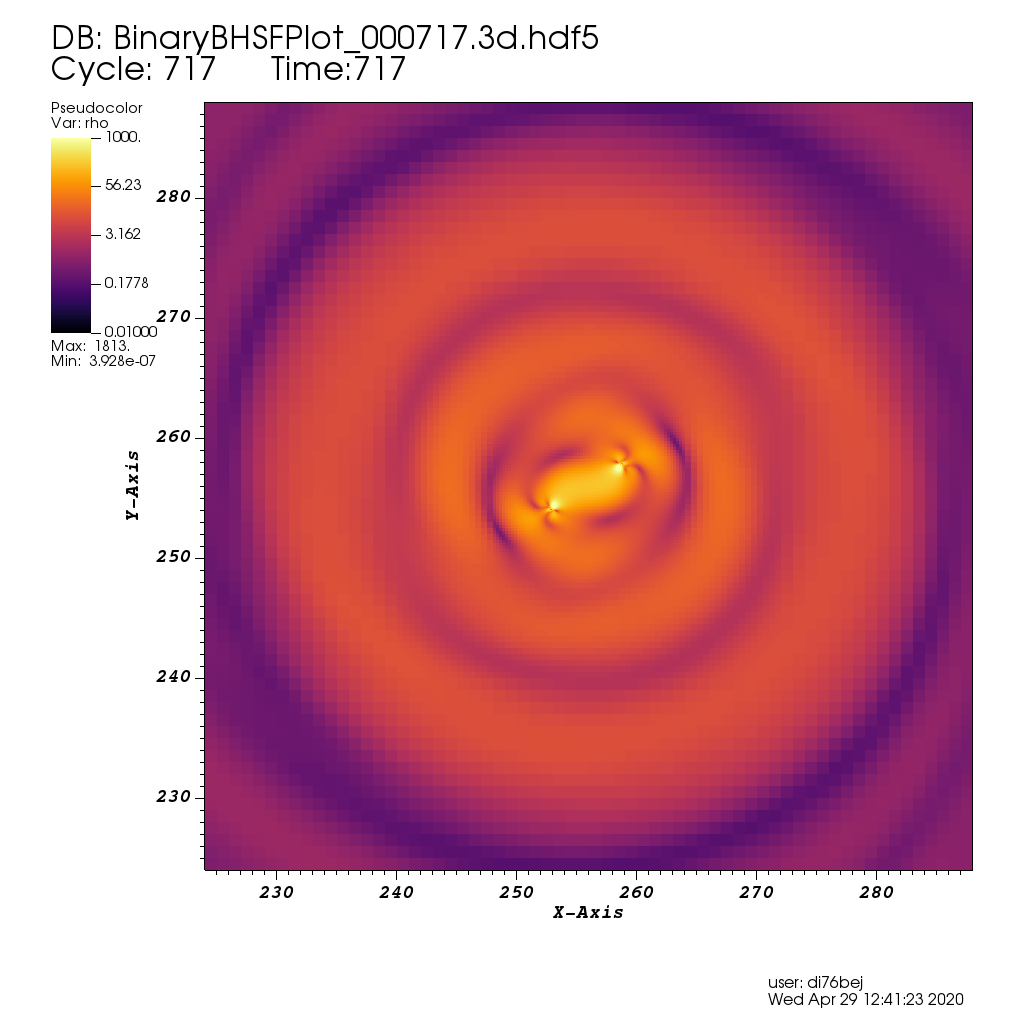 DB: BinaryBHSFPlot_000717.3d.hdf5
Cycle: 717 Time:717
Pseudocolor
Var: rho
1000.
56.23
3.162
0.1778
0.01000
Max: 1813.
Min: 3.928e-07
280
270
260
250
240
230
Y-Axis
230 240 250 260 270 280
X-Axis
user: di76bej
Wed Apr 29 12:41:23 2020